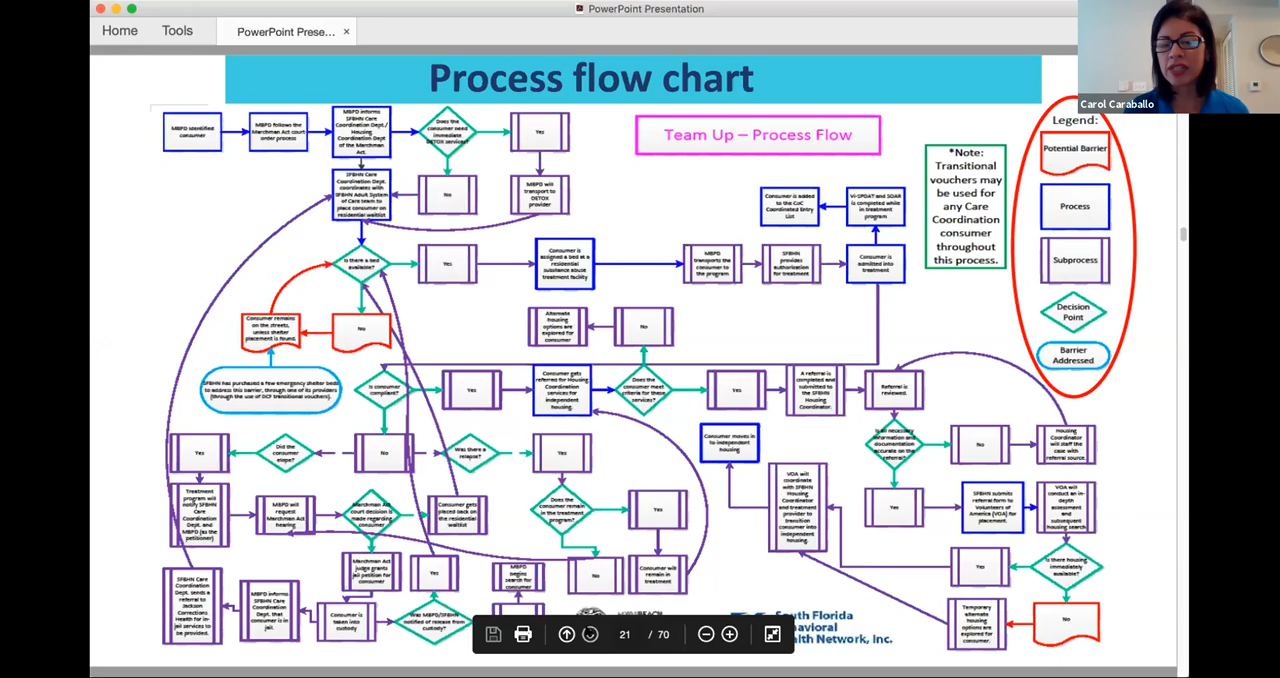 PowerPoint Presentation
Home
Tools
PowerPoint Prese...
×
Process flow chart
Carol Caraballo
Team Up – Process Flow
Legend:
Potential Barrier
Process
Subprocess
Decision
Point
Barrier
Addressed
*Note:
Transitional
vouchers may
be used for
any Care
Coordination
consumer
throughout
this process.
MBPD identified
consumer
MBPD follows the
Marchman Act court
order process
MBPD informs
SFBHN Care
Coordination Dept./
Housing
Coordination Dept
of the Marchman
Act.
Does the
consumer need
immediate
DETOX services?
Yes
SFBHN Care
Coordination Dept.
coordinates with
SFBHN Adult System
of Care team to
place consumer on
residential waitlist
No
MBPD will
transport to
DETOX
provider
Is there a bed
available?
Yes
Consumer is
assigned a bed at a
residential
substance abuse
treatment facility
MBPD
transports the
consumer to
the program
SFBHN
provides
authorization
for treatment
Consumer is
admitted into
treatment
Consumer is added
to the CoC
Coordinated Entry
List
VI-SPDAT and SOAR
is completed while
in treatment
program
Consumer remains
on the streets,
unless shelter
placement is found.
No
Alternate
housing
options are
explored for
consumer
No
SFBHN has purchased a few emergency shelter beds
to address this barrier, through one of its providers
(through the use of DCF transitional vouchers).
Is consumer
compliant?
Yes
Consumer gets
referred for Housing
Coordination
services for
independent
housing.
Does the
consumer meet
criteria for these
services?
Yes
A referral is
completed and
submitted to
the SFBHN
Housing
Coordinator.
Referral is
reviewed.
Yes
Did the
consumer
elope?
No
Was there a
relapse?
Yes
Consumer moves
in to independent
housing
Is all necessary
information and
documentation
accurate on the
referral?
No
Housing
Coordinator
will staff the
case with
referral source.
Treatment
program will
notify SFBHN
Care
Coordination
Dept. and
MBPD (as the
petitioner)
MBPD will
request
Marchman Act
hearing
Marchman Act
court decision is
made regarding
consumer
Consumer gets
placed back on
the residential
waitlist
Does the
consumer remain
in the treatment
program?
Yes
VOA will
coordinate with
SFBHN Housing
Coordinator and
treatment
provider to
transition
consumer into
independent
housing.
Yes
SFBHN submits
referral form to
Volunteers of
America (VOA) for
placement.
VOA will
conduct an in-
depth
assessment and
subsequent
housing search
Marchman Act
judge grants
jail petition for
consumer
Yes
MBPD
begins
search for
consumer
No
Consumer will
remain in
treatment
Yes
Is there housing
immediately
available?
SFBHN Care
Coordination
Dept. sends a
referral to
Jackson
Corrections
Health for in-
jail services to
be provided.
MBPD informs
SFBHN Care
Coordination
Dept. that
consumer is in
jail.
Consumer is
taken into
custody
Was MBPD/SFBHN
notified of release from
custody?
Temporary
alternate
housing
options are
explored for
consumer.
No
South Florida
Behavioral
Health Network, Inc.
21 / 70